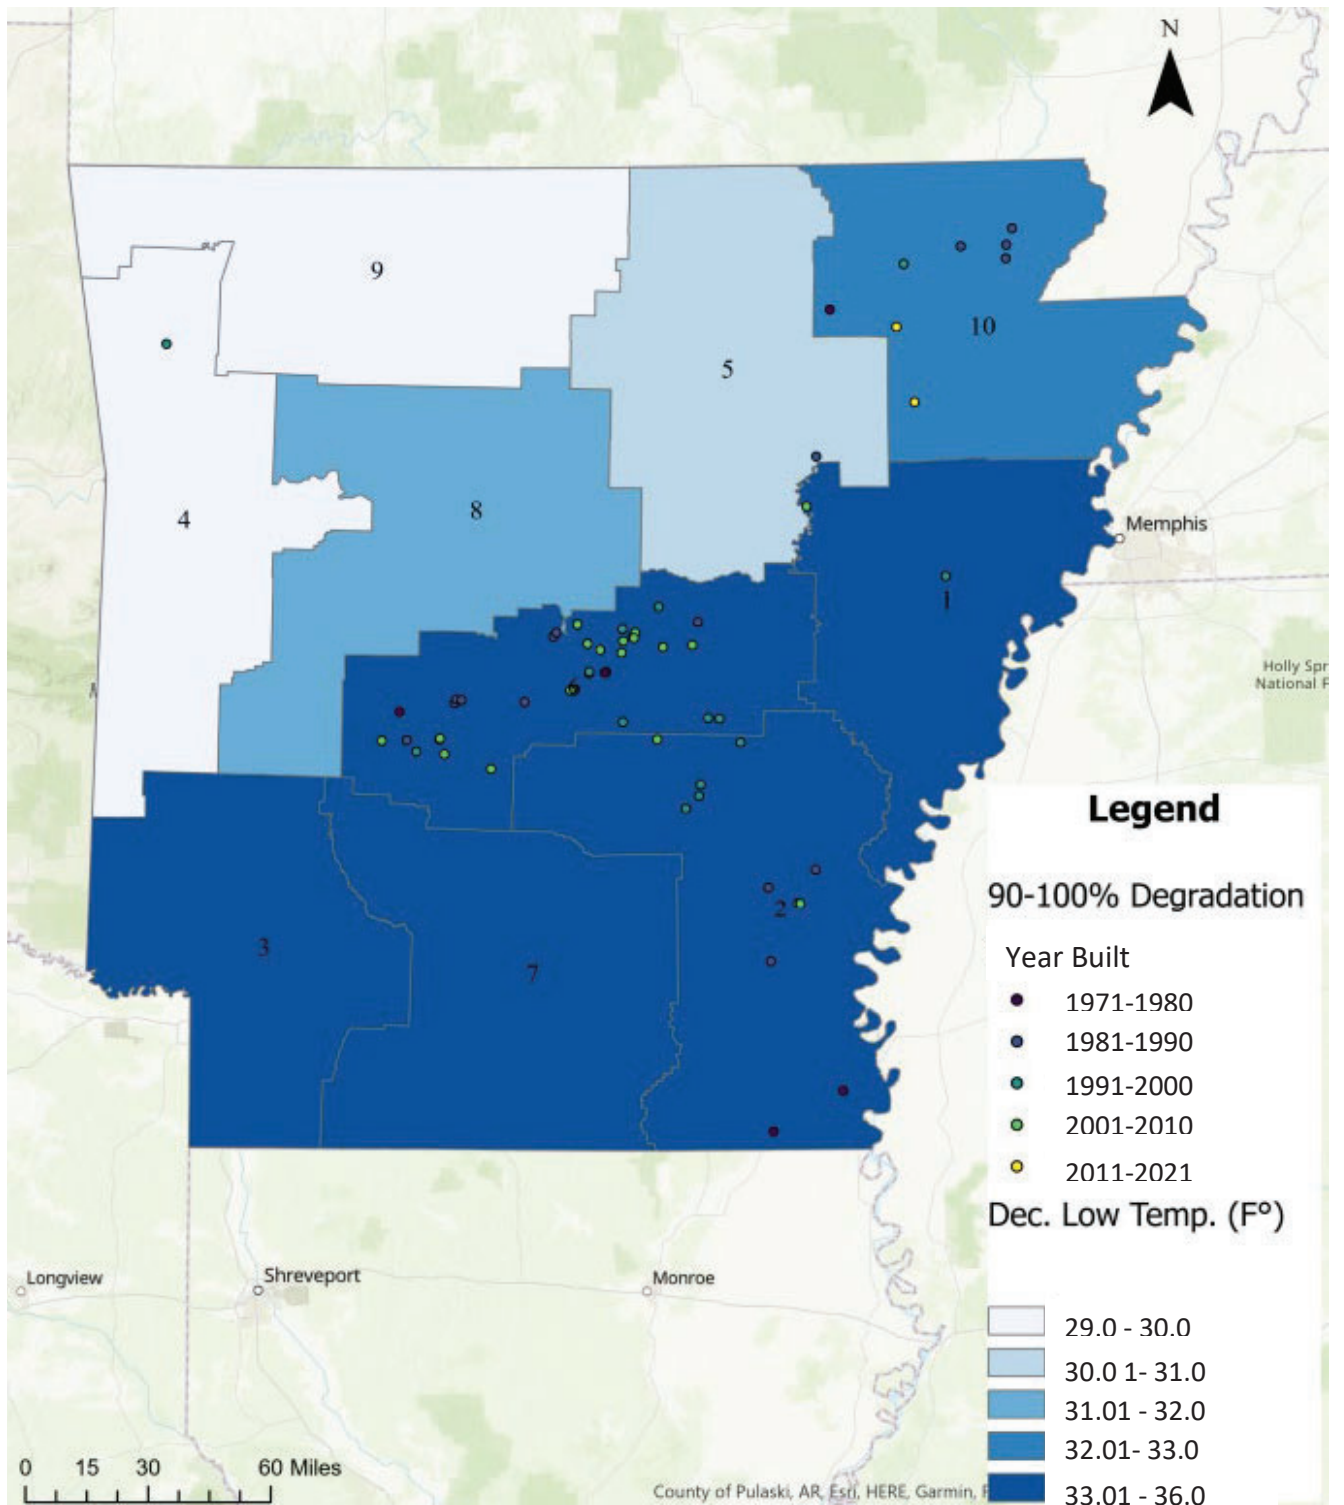 N
9
10
5
4
8
Memphis
1
Holly Spr
National F
6
2
3
7
Legend
90-100% Degradation
Year Built
1971-1980
1981-1990
1991-2000
2001-2010
2011-2021
Dec. Low Temp. (F°)
29.0 - 30.0
30.0 1- 31.0
31.01 - 32.0
32.01- 33.0
33.01 - 36.0
Longview
Shreveport
Monroe
0 15 30 60 Miles
County of Pulaski, AR, Esri, HERE, Garmin, F